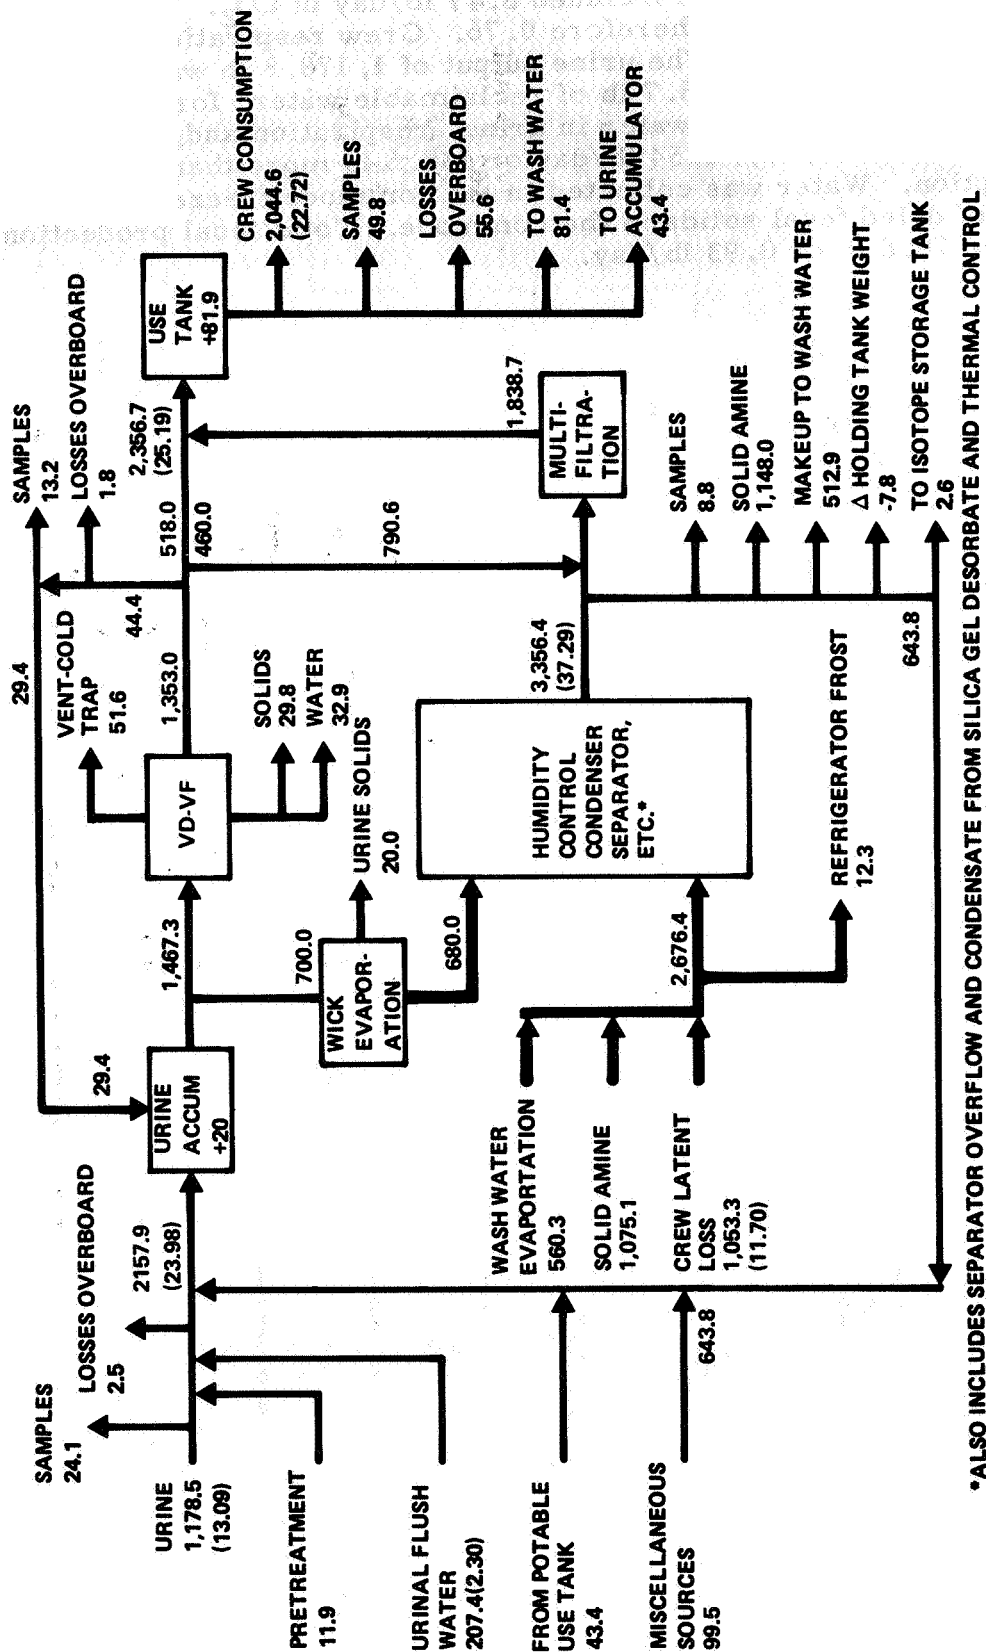 SAMPLES
24.1
LOSSES OVERBOARD
2.5
URINE
1,178.5
(13.09)
2157.9
(23.98)
PRETREATMENT
11.9
URINAL FLUSH
WATER
207.4(2.30)
FROM POTABLE
USE TANK
43.4
MISCELLANEOUS
SOURCES
99.5
643.8
29.4
URINE
ACCUM
+20
29.4
1,467.3
700.0
WICK
EVAPOR-
ATION
URINE SOLIDS
20.0
680.0
WASH WATER
EVAPORTATION
560.3
SOLID AMINE
1,075.1
CREW LATENT
LOSS
1,053.3
(11.70)
2,676.4
REFRIGERATOR FROST
12.3
VENT-COLD
TRAP
51.6
VD-VF
SOLIDS
29.8
WATER
32.9
1,353.0
44.4
SAMPLES
13.2
LOSSES OVERBOARD
1.8
518.0
460.0
790.6
HUMIDITY
CONTROL
CONDENSER
SEPARATOR,
ETC.*
3,356.4
(37.29)
MULTI-
FILTRA-
TION
1,838.7
2,356.7
(25.19)
USE
TANK
+81.9
CREW CONSUMPTION
2,044.6
(22.72)
SAMPLES
49.8
LOSSES
OVERBOARD
55.6
TO WASH WATER
81.4
TO URINE
ACCUMULATOR
43.4
SAMPLES
8.8
SOLID AMINE
1,148.0
MAKEUP TO WASH WATER
512.9
Δ HOLDING TANK WEIGHT
-7.8
TO ISOTOPE STORAGE TANK
2.6
643.8
*ALSO INCLUDES SEPARATOR OVERFLOW AND CONDENSATE FROM SILICA GEL DESORBATE AND THERMAL CONTROL